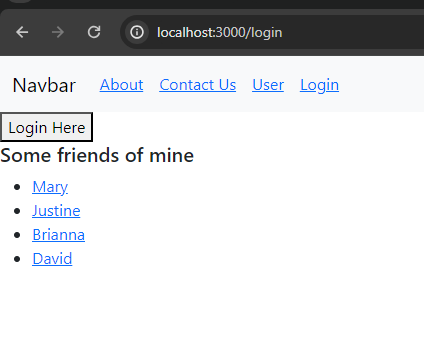 localhost:3000/login
Navbar About Contact Us User Login
Login Here
Some friends of mine
Mary
Justine
Brianna
David